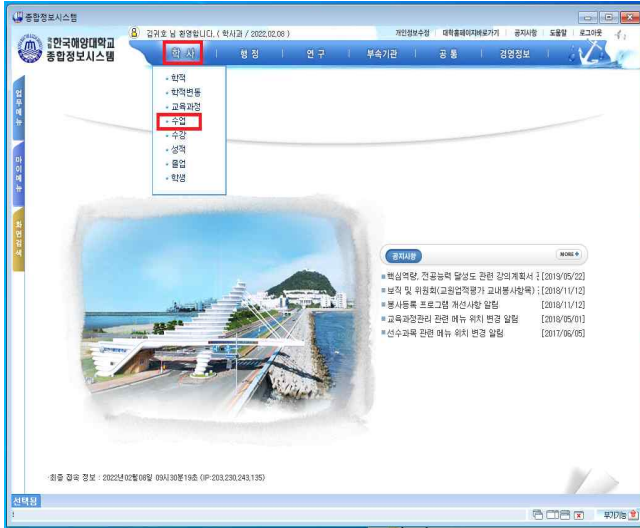 종합정보시스템
국립한국해양대학교
종합정보시스템
김귀호 님 환영합니다. ( 학사과 / 2022.02.08 )
개인정보수정 | 대학홈페이지바로가기 | 공지사항 | 도움말 | 로그아웃
학 사 | 행 정 | 연 구 | 부속기관 | 공 통 | 경영정보
업무메뉴
마이메뉴
화면검색
학적
학적변동
교육과정
수업
수강
성적
졸업
학생
공지사항
MORE
핵심역량, 전공능력 달성도 관련 강의계획서 [2019/05/22]
보직 및 위원회(교원업적평가 교내봉사항목) [2018/11/12]
봉사등록 프로그램 개선사항 알림 [2018/11/12]
교육과정관리 관련 메뉴 위치 변경 알림 [2018/05/01]
선수과목 관련 메뉴 위치 변경 알림 [2017/06/05]
최종 접속 정보 : 2022년02월08일 09시30분19초 (IP:203,230,243,135)
선택됨
부가기능